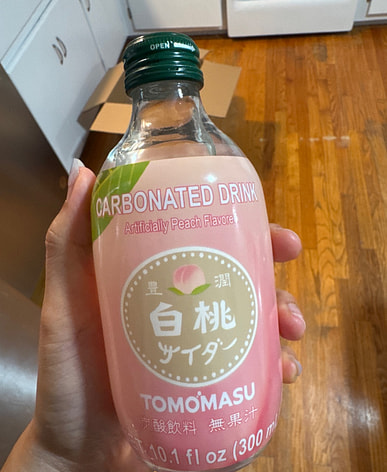 OPEN
CARBONATED DRINK
Artificially Peach Flavored
豊 潤
白桃
サイダー
TOMOMASU
炭酸飲料 無果汁
10.1 fl oz (300 m